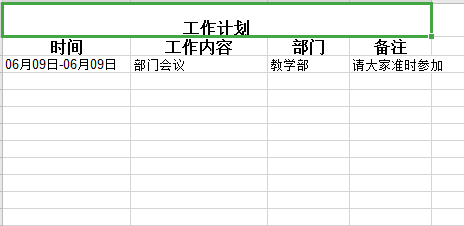 工作计划
时间 工作内容 部门 备注
06月09日-06月09日 部门会议 教学部 请大家准时参加